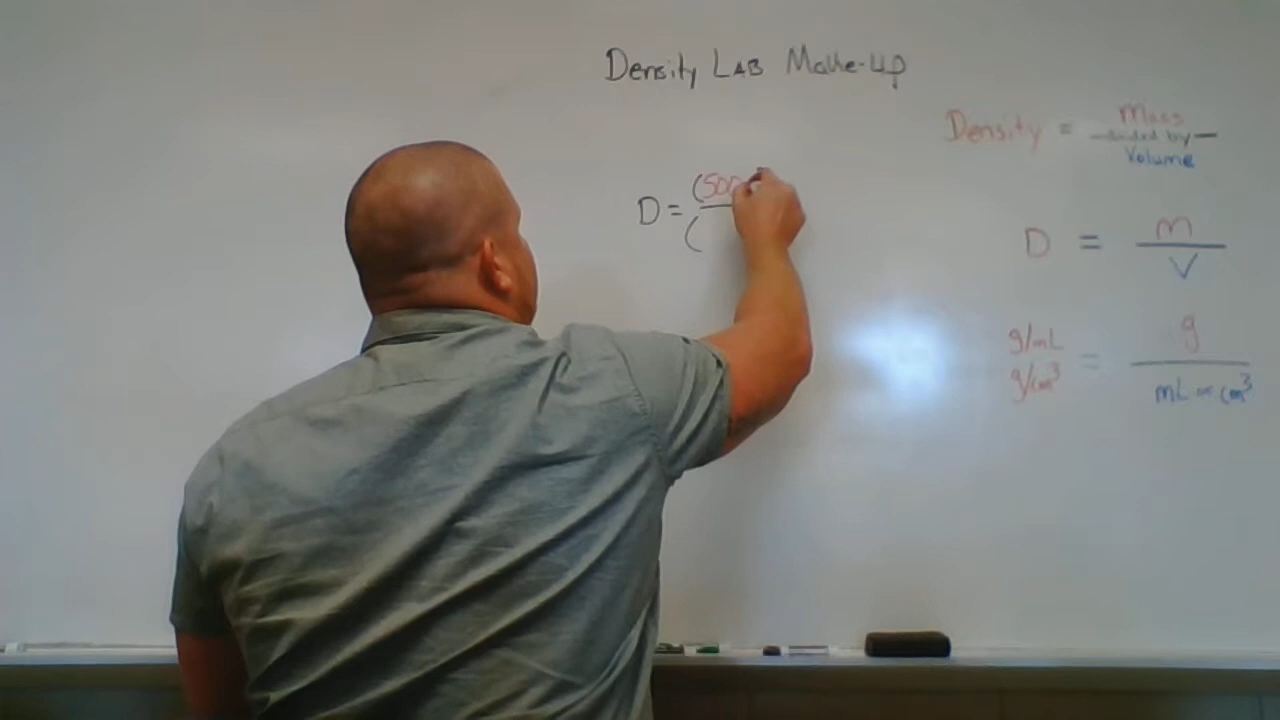 Density LAB Make-up
Density = Mass
divided by
Volume
D = (500
(
D = m
V
g/mL
g/cm³
= g
mL or cm³